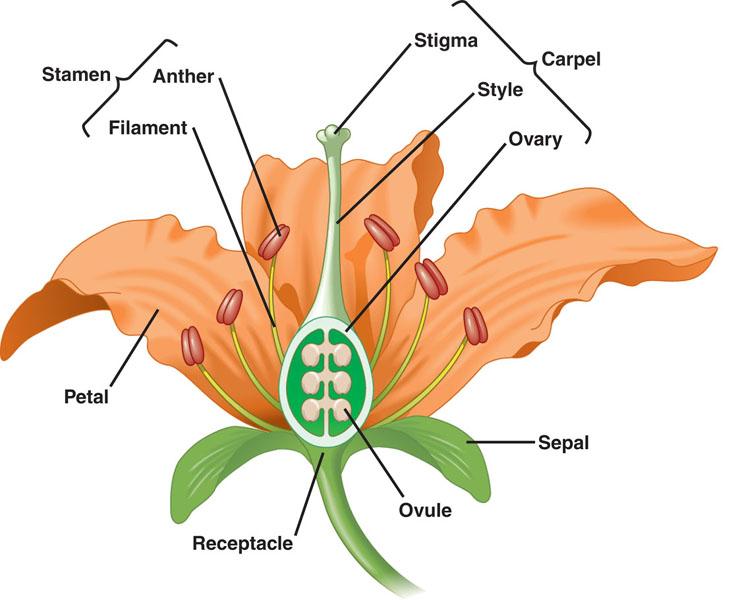 Stigma
Carpel
Stamen
Anther
Style
Filament
Ovary
Petal
Sepal
Ovule
Receptacle